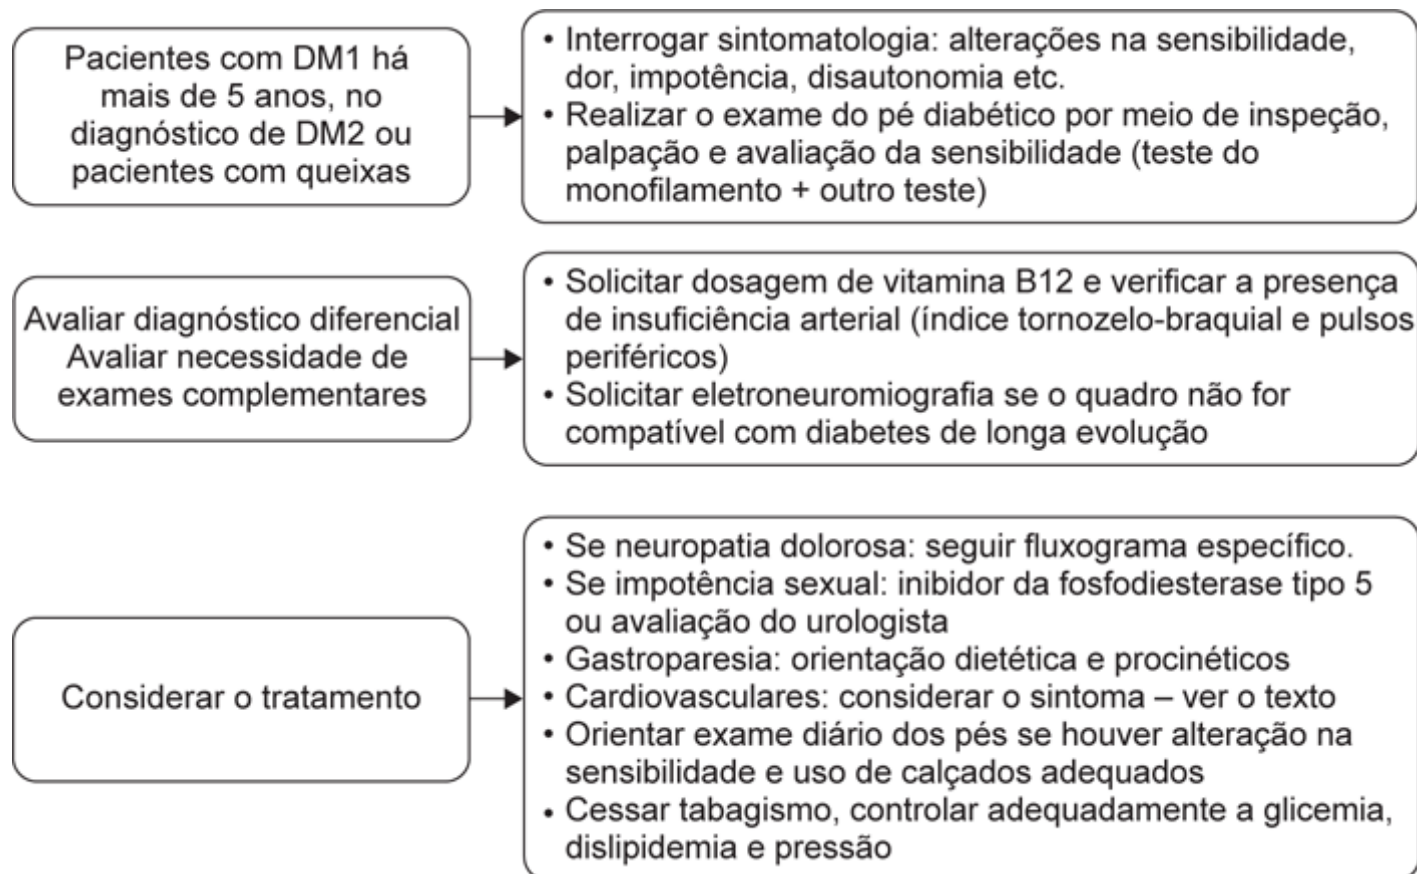 Pacientes com DM1 há
mais de 5 anos, no
diagnóstico de DM2 ou
pacientes com queixas
• Interrogar sintomatologia: alterações na sensibilidade,
dor, impotência, disautonomia etc.
• Realizar o exame do pé diabético por meio de inspeção,
palpação e avaliação da sensibilidade (teste do
monofilamento + outro teste)
Avaliar diagnóstico diferencial
Avaliar necessidade de
exames complementares
• Solicitar dosagem de vitamina B12 e verificar a presença
de insuficiência arterial (índice tornozelo-braquial e pulsos
periféricos)
• Solicitar eletroneuromiografia se o quadro não for
compatível com diabetes de longa evolução
Considerar o tratamento
• Se neuropatia dolorosa: seguir fluxograma específico.
• Se impotência sexual: inibidor da fosfodiesterase tipo 5
ou avaliação do urologista
• Gastroparesia: orientação dietética e procinéticos
• Cardiovasculares: considerar o sintoma – ver o texto
• Orientar exame diário dos pés se houver alteração na
sensibilidade e uso de calçados adequados
• Cessar tabagismo, controlar adequadamente a glicemia,
dislipidemia e pressão